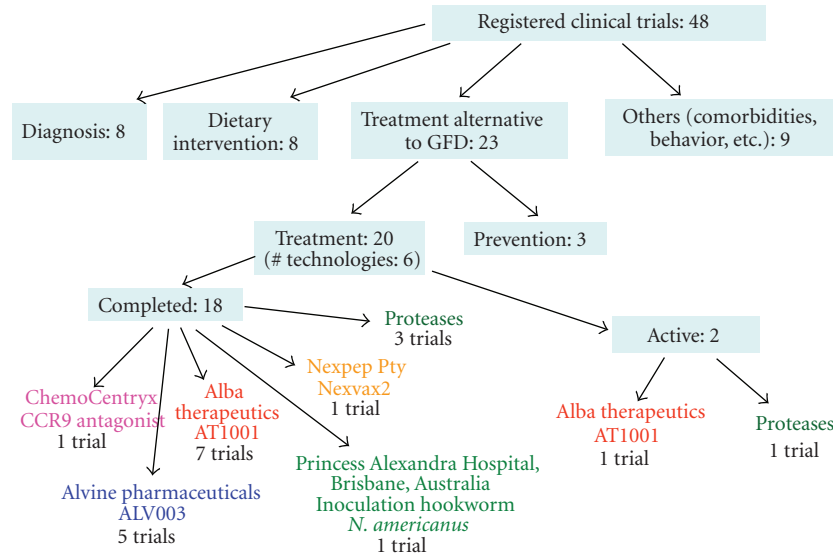 Registered clinical trials: 48
Diagnosis: 8
Dietary
intervention: 8
Treatment alternative
to GFD: 23
Others (comorbidities,
behavior, etc.): 9
Treatment: 20
(# technologies: 6)
Prevention: 3
Completed: 18
Active: 2
Proteases
3 trials
Nexpep Pty
Nexvax2
1 trial
ChemoCentryx
CCR9 antagonist
1 trial
Alba
therapeutics
AT1001
7 trials
Alvine pharmaceuticals
ALV003
5 trials
Princess Alexandra Hospital,
Brisbane, Australia
Inoculation hookworm
N. americanus
1 trial
Alba therapeutics
AT1001
1 trial
Proteases
1 trial